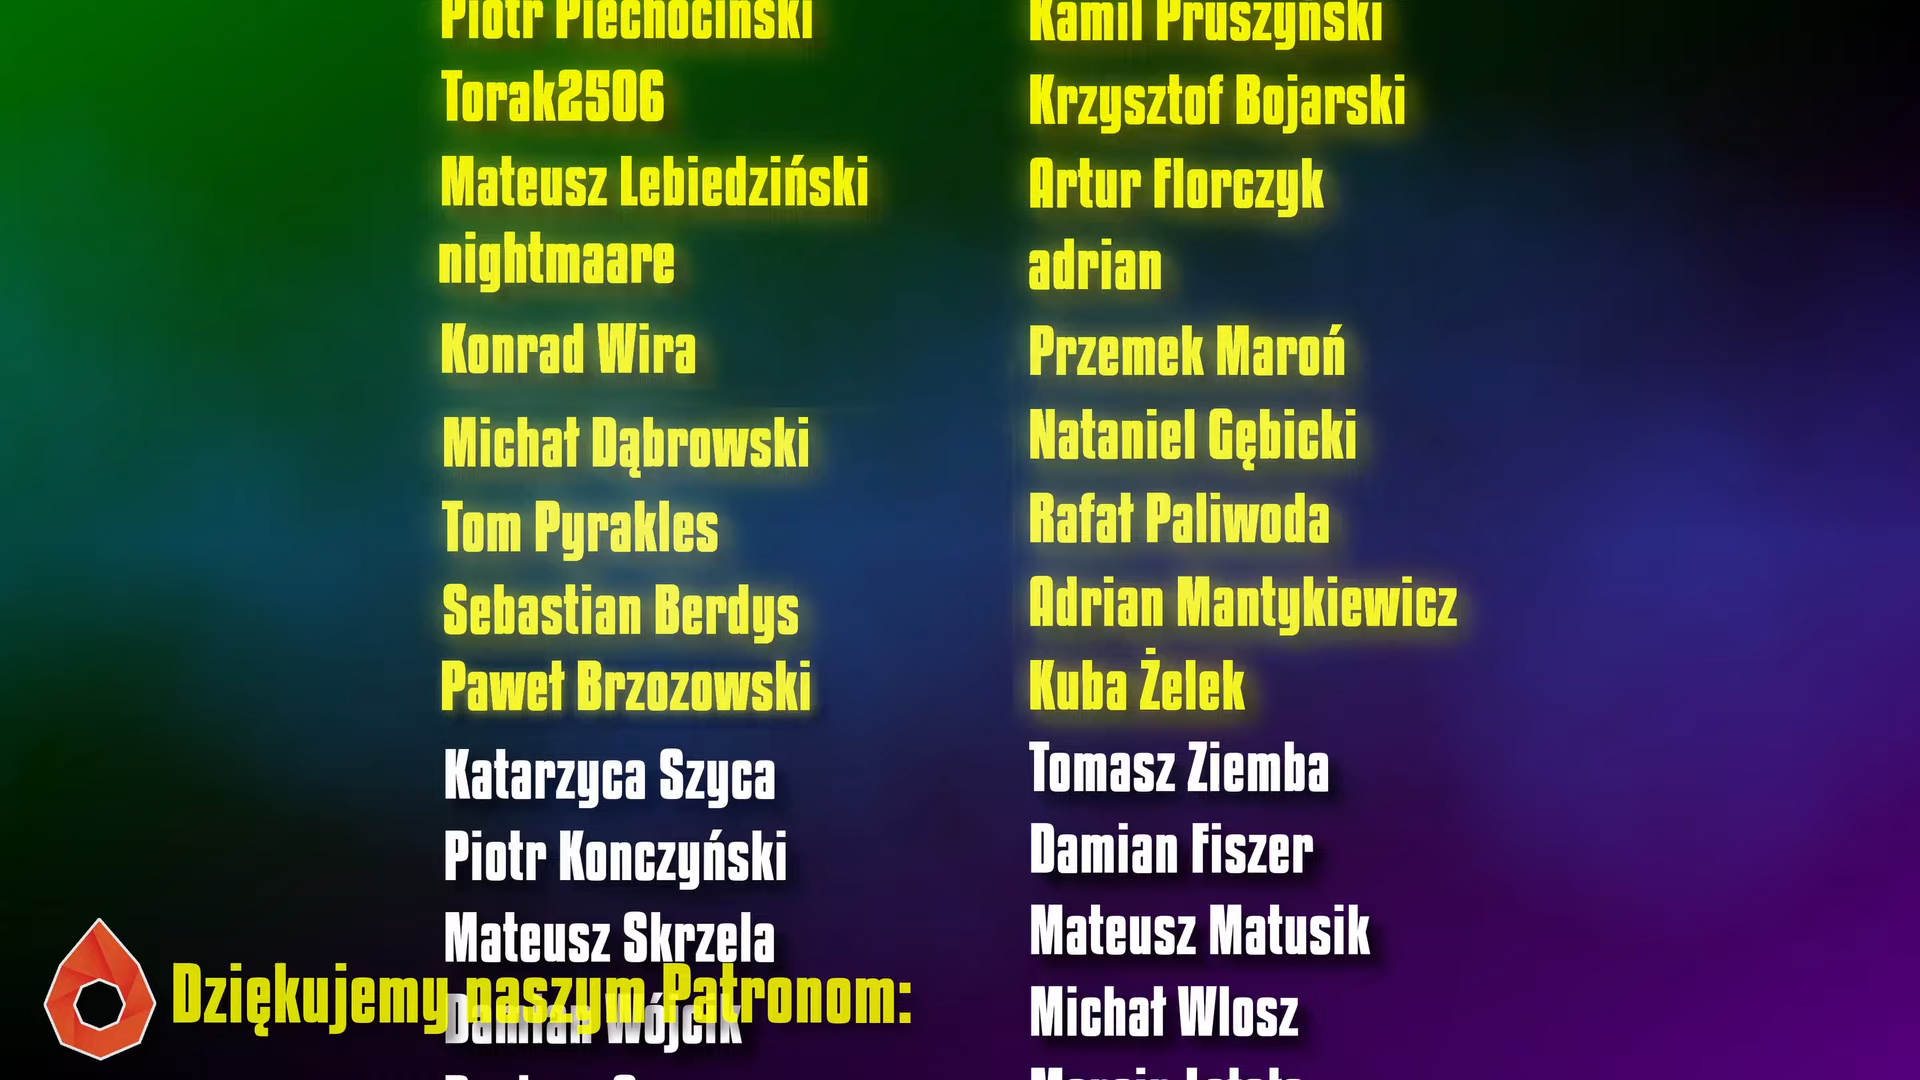 Piotr Piechociński
Torak2506
Mateusz Lebiedziński
nightmaare
Konrad Wira
Michał Dąbrowski
Tom Pyrakles
Sebastian Berdys
Paweł Brzozowski
Katarzyca Szyca
Piotr Konczyński
Mateusz Skrzela
Damian Wójcik
Kamil Pruszyński
Krzysztof Bojarski
Artur Florczyk
adrian
Przemek Maroń
Nataniel Gębicki
Rafał Paliwoda
Adrian Mantykiewicz
Kuba Żelek
Tomasz Ziemba
Damian Fiszer
Mateusz Matusik
Michał Wlosz
Dziękujemy naszym Patronom: